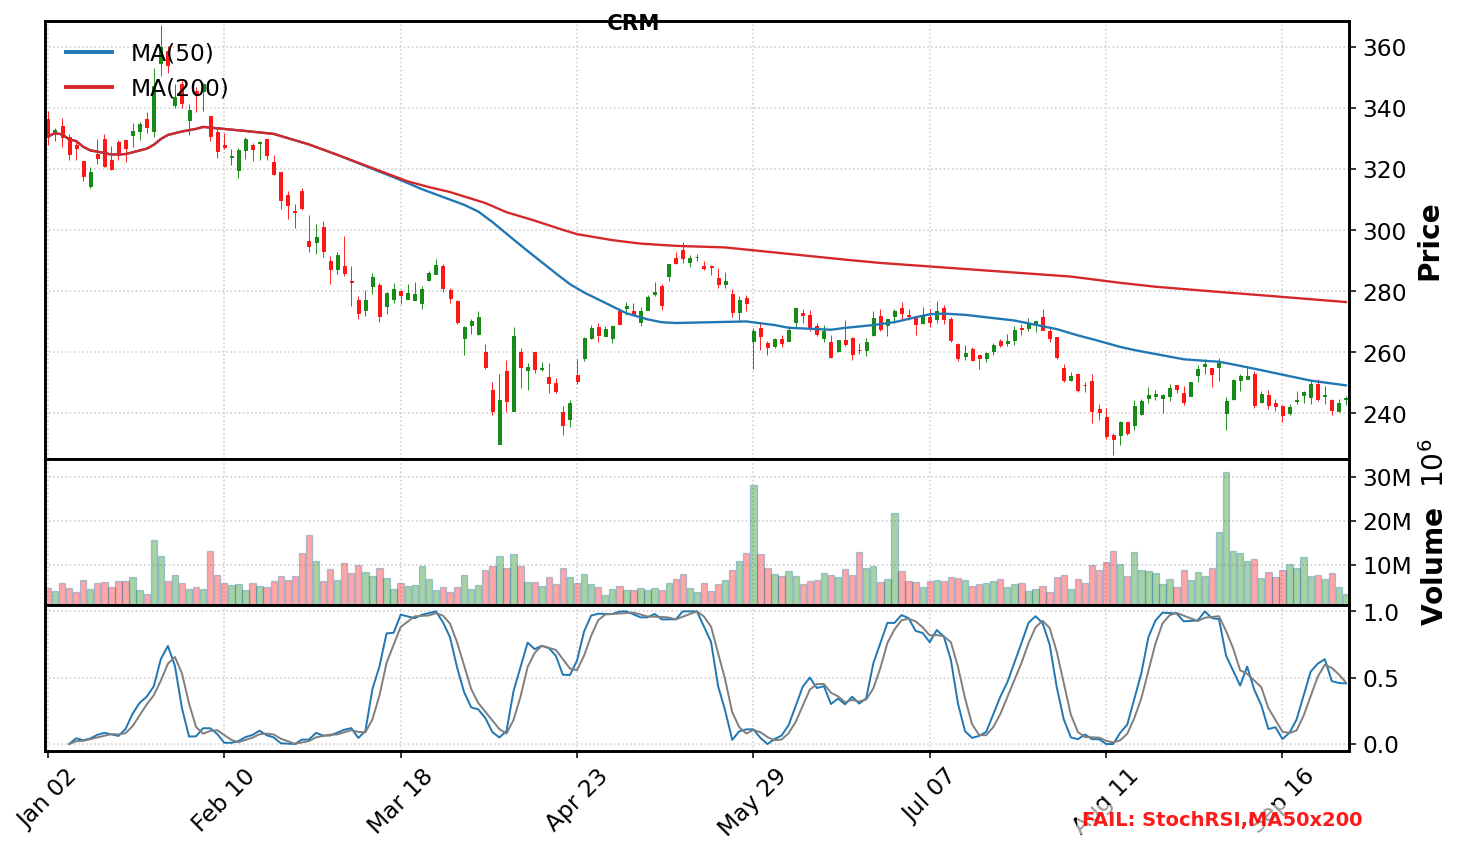 CRM
MA(50)
MA(200)
360
340
320
300
280
260
240
Price
30M
20M
10M
Volume 10^6
1.0
0.5
0.0
Jan 02
Feb 10
Mar 18
Apr 23
May 29
Jul 07
Aug 11
Sep 16
FAIL: StochRSI,MA50x200